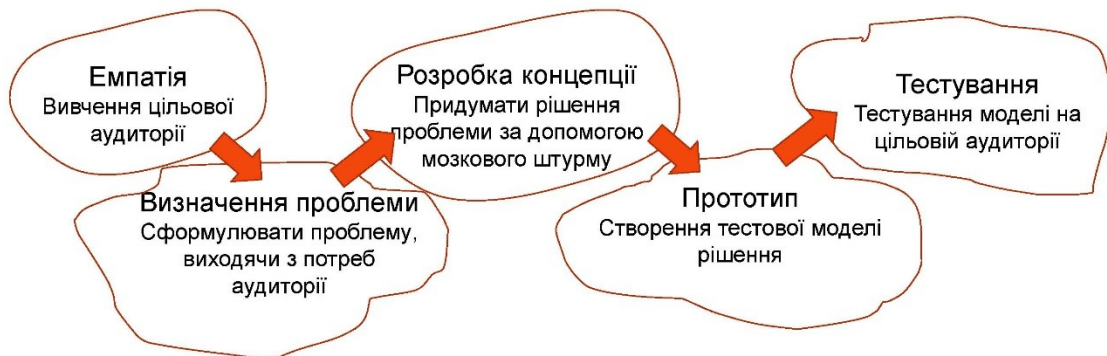 Емпатія
Вивчення цільової
аудиторії
Визначення проблеми
Сформулювати проблему,
виходячи з потреб
аудиторії
Розробка концепції
Придумати рішення
проблеми за допомогою
мозкового штурму
Прототип
Створення тестової моделі
рішення
Тестування
Тестування моделі на
цільовій аудиторії